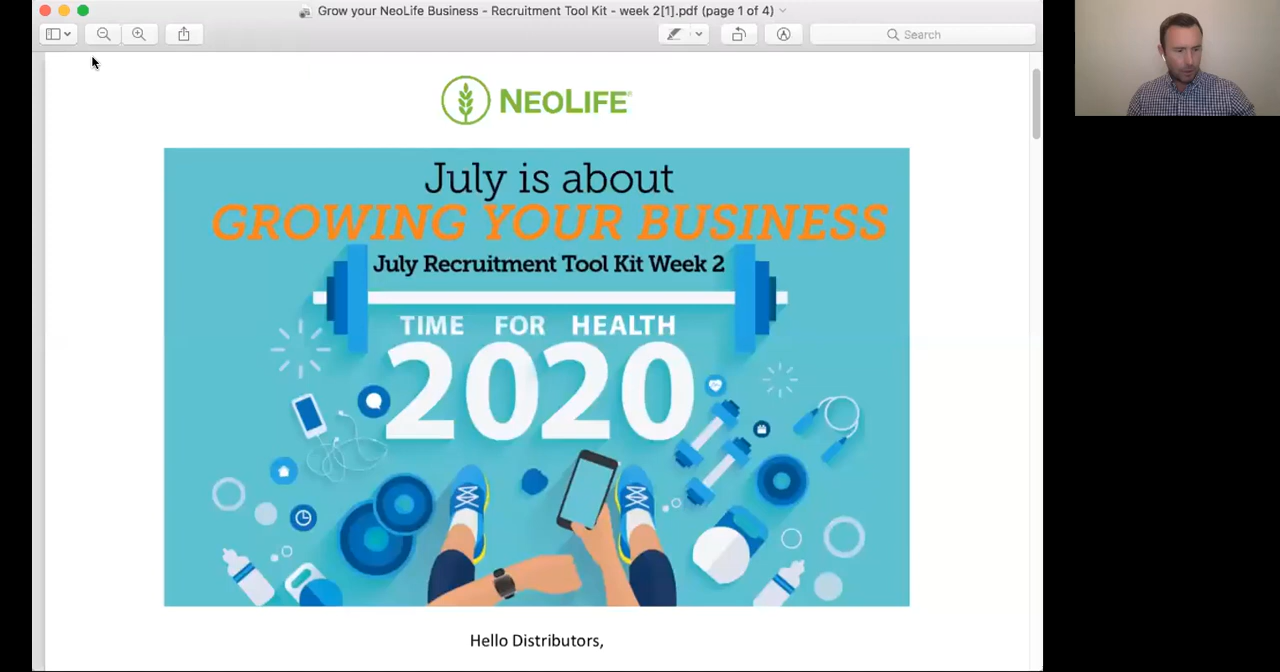 Grow your NeoLife Business - Recruitment Tool Kit - week 2[1].pdf (page 1 of 4)
Search
NEOLIFE
July is about
GROWING YOUR BUSINESS
July Recruitment Tool Kit Week 2
TIME FOR HEALTH
2020
Hello Distributors,